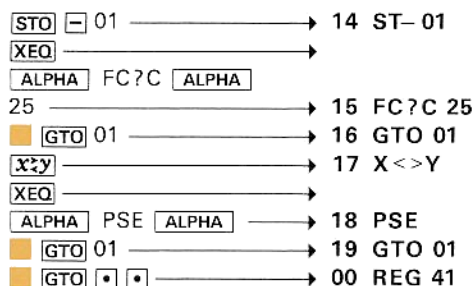 STO − 01 → 14 ST− 01
XEQ →
ALPHA FC?C ALPHA
25 → 15 FC?C 25
GTO 01 → 16 GTO 01
x≷y → 17 X<>Y
XEQ →
ALPHA PSE ALPHA → 18 PSE
GTO 01 → 19 GTO 01
GTO • • → 00 REG 41